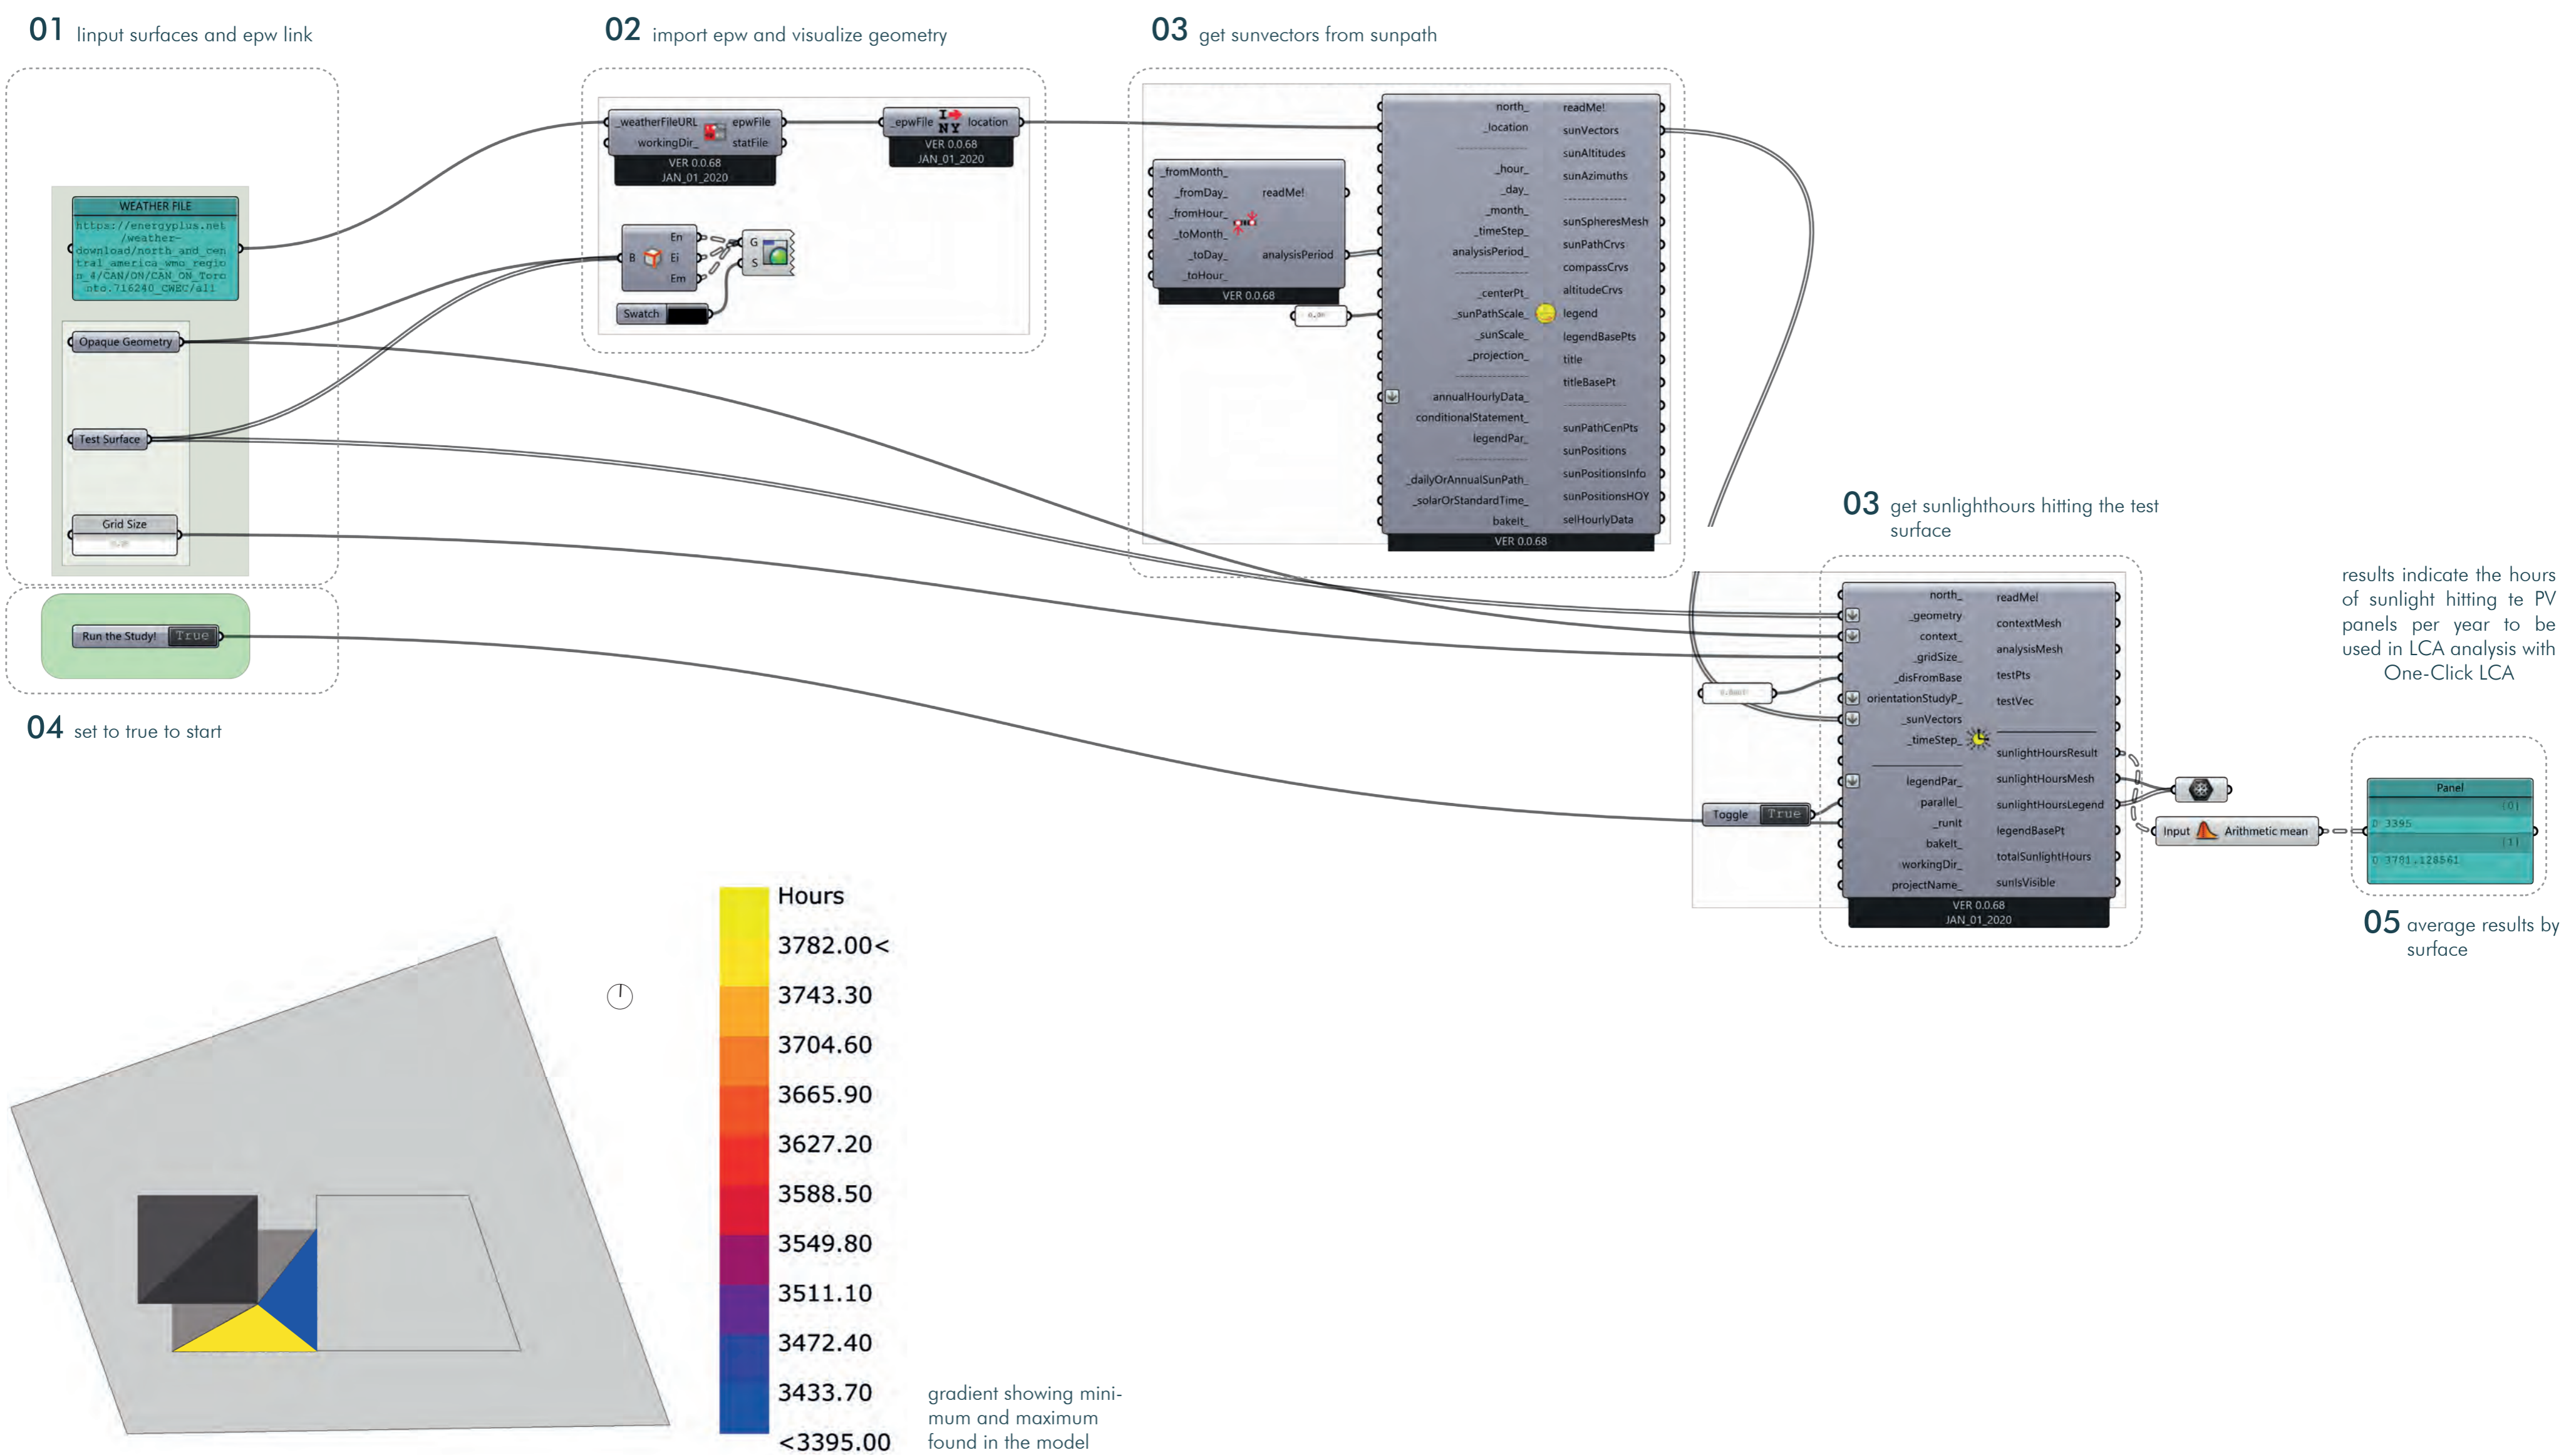 01 linput surfaces and epw link
WEATHER FILE
https://energyplus.net
/weather-
download/north_and_cen
tral_america_wmo_regio
n_4/CAN/ON/CAN_ON_Toro
nto.716240_CWEC/all
Opaque Geometry
Test Surface
Grid Size
Run the Study! True
04 set to true to start
02 import epw and visualize geometry
_weatherFileURL epwFile
workingDir_ statFile
VER 0.0.68
JAN_01_2020
_epwFile location
VER 0.0.68
JAN_01_2020
B En
Ei
Em
G
S
Swatch
03 get sunvectors from sunpath
_fromMonth_
_fromDay_ readMe!
_fromHour_
_toMonth_
_toDay_ analysisPeriod
_toHour_
VER 0.0.68
north_
_location
_hour_
_day_
_month_
_timeStep_
analysisPeriod_
_centerPt_
_sunPathScale_
_sunScale_
_projection_
annualHourlyData_
conditionalStatement_
legendPar_
_dailyOrAnnualSunPath_
_solarOrStandardTime_
bakeIt_
readMe!
sunVectors
sunAltitudes
sunAzimuths
sunSpheresMesh
sunPathCrvs
compassCrvs
altitudeCrvs
legend
legendBasePts
title
titleBasePt
sunPathCenPts
sunPositions
sunPositionsInfo
sunPositionsHOY
selHourlyData
VER 0.0.68
03 get sunlighthours hitting the test
surface
north_
_geometry
context_
_gridSize_
_disFromBase
orientationStudyP_
_sunVectors
_timeStep_
legendPar_
parallel_
_runIt
bakeIt_
workingDir_
projectName_
readMe!
contextMesh
analysisMesh
testPts
testVec
sunlightHoursResult
sunlightHoursMesh
sunlightHoursLegend
legendBasePt
totalSunlightHours
sunIsVisible
VER 0.0.68
JAN_01_2020
Toggle True
Input Arithmetic mean
results indicate the hours
of sunlight hitting te PV
panels per year to be
used in LCA analysis with
One-Click LCA
Panel
{0}
0 3395
{1}
0 3781.128561
05 average results by
surface
Hours
3782.00<
3743.30
3704.60
3665.90
3627.20
3588.50
3549.80
3511.10
3472.40
3433.70
<3395.00
gradient showing mini-
mum and maximum
found in the model